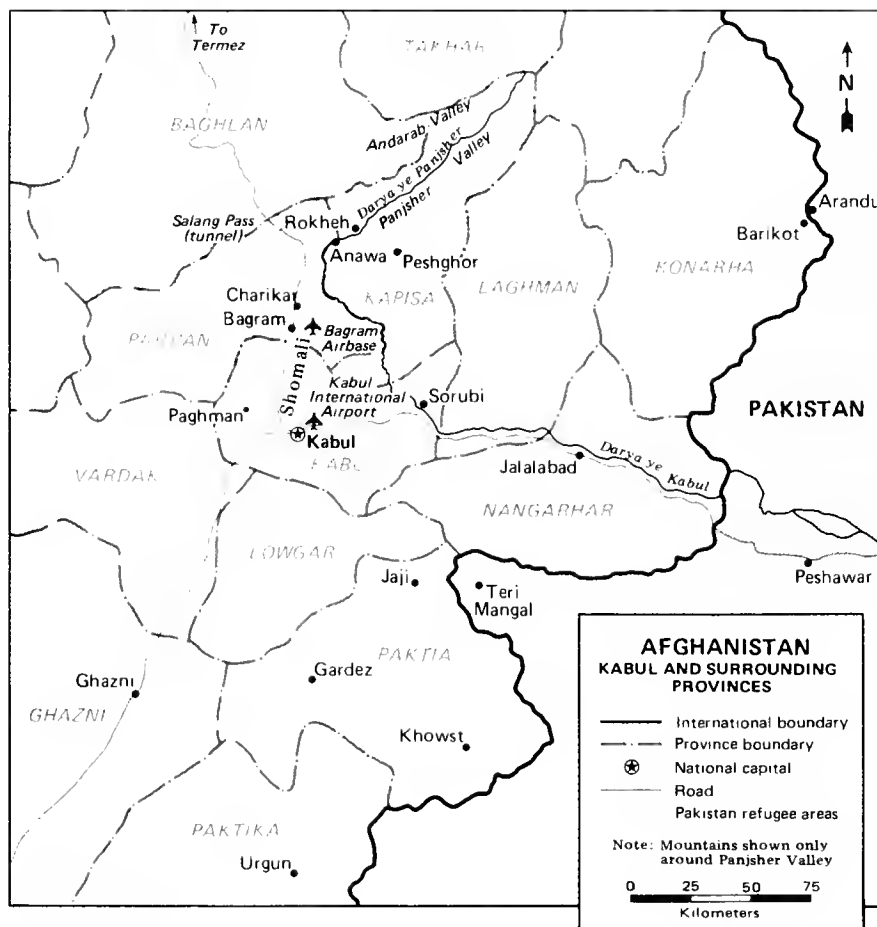 To
Termez
TAKHAR
N
BAGHLAN
Andarab Valley
Darya ye Panjsher
Panjsher Valley
Salang Pass
(tunnel)
Rokheh
Anawa
Peshghor
Arandu
Barikot
KONARHA
LAGHMAN
KAPISA
Charikar
Bagram
Bagram
Airbase
PARVAN
Shomali
Kabul
International
Airport
Sorubi
Paghman
Kabul
PAKISTAN
Jalalabad
Darya ye Kabul
VARDAK
NANGARHAR
LOWGAR
Jaji
Teri
Mangal
Peshawar
PAKTIA
Gardez
Ghazni
GHAZNI
Khowst
PAKTIKA
Urgun
AFGHANISTAN
KABUL AND SURROUNDING
PROVINCES
International boundary
Province boundary
National capital
Road
Pakistan refugee areas
Note: Mountains shown only
around Panjsher Valley
0 25 50 75
Kilometers